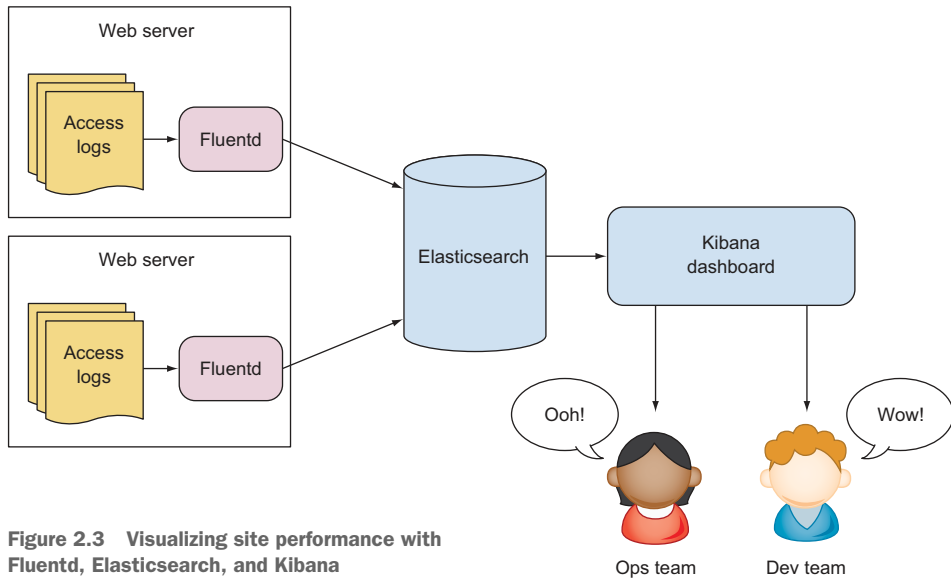 Web server
Access
logs
Fluentd
Web server
Access
logs
Fluentd
Elasticsearch
Kibana
dashboard
Ooh!
Wow!
Ops team
Dev team
Figure 2.3 Visualizing site performance with
Fluentd, Elasticsearch, and Kibana